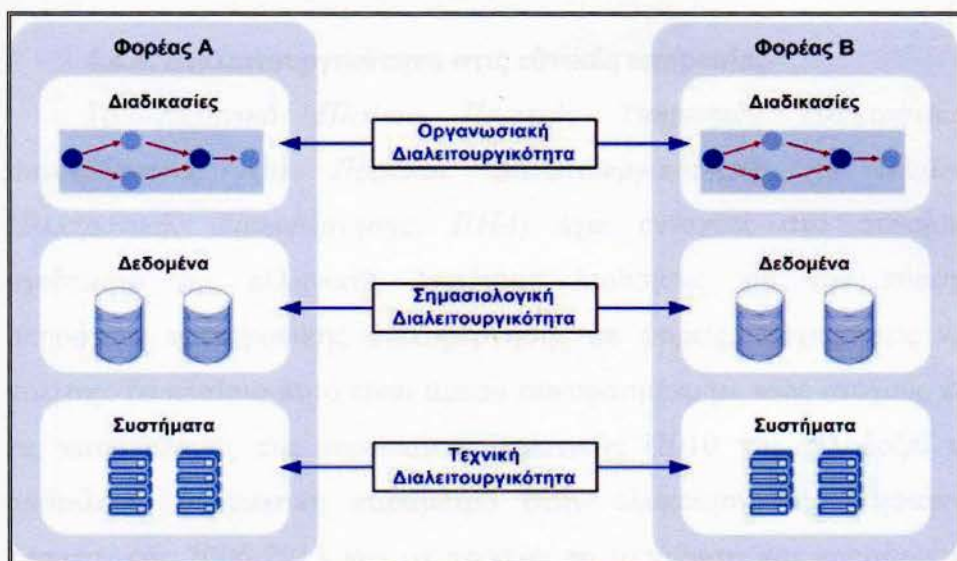 Φορέας Α
Φορέας Β
Διαδικασίες
Οργανωσιακή
Διαλειτουργικότητα
Διαδικασίες
Δεδομένα
Σημασιολογική
Διαλειτουργικότητα
Δεδομένα
Συστήματα
Τεχνική
Διαλειτουργικότητα
Συστήματα